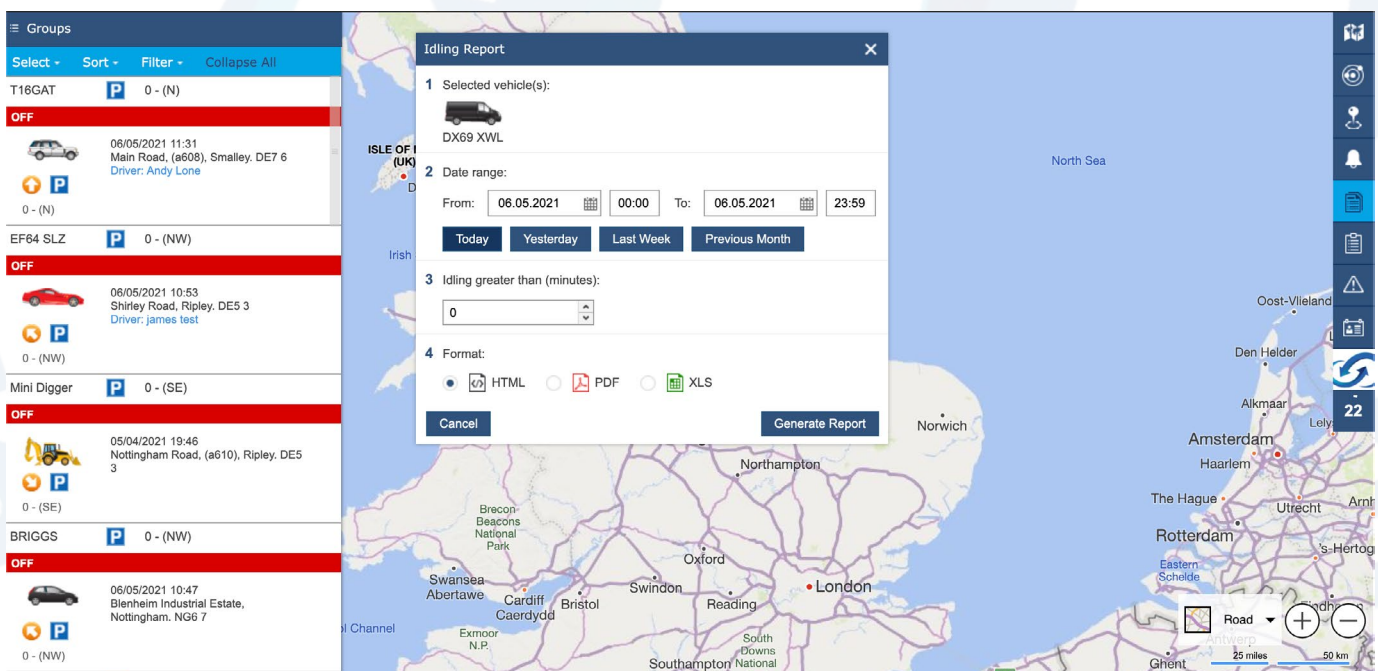 Groups
Select
Sort
Filter
Collapse All
T16GAT P 0 - (N)
OFF
06/05/2021 11:31
Main Road, (a608), Smalley. DE7 6
Driver: Andy Lone
P
0 - (N)
EF64 SLZ P 0 - (NW)
OFF
06/05/2021 10:53
Shirley Road, Ripley. DE5 3
Driver: james test
P
0 - (NW)
Mini Digger P 0 - (SE)
OFF
05/04/2021 19:46
Nottingham Road, (a610), Ripley. DE5
3
P
0 - (SE)
BRIGGS P 0 - (NW)
OFF
06/05/2021 10:47
Blenheim Industrial Estate,
Nottingham. NG6 7
P
0 - (NW)
Idling Report
1 Selected vehicle(s):
DX69 XWL
2 Date range:
From: 06.05.2021 00:00 To: 06.05.2021 23:59
Today Yesterday Last Week Previous Month
3 Idling greater than (minutes):
0
4 Format:
HTML PDF XLS
Cancel Generate Report
ISLE OF
(UK)
D
Irish
North Sea
Norwich
Northampton
Brecon
Beacons
National
Park
Oxford
Swansea
Abertawe
Cardiff
Caerdydd
Bristol
Swindon
Reading
London
Channel
Exmoor
N.P.
South
Downs
National
Southampton
Oost-Vlieland
Den Helder
Alkmaar
Lely
Amsterdam
Haarlem
The Hague
Utrecht
Arnh
Rotterdam
's-Hertog
Eastern
Schelde
Antwerp
Ghent
22
Road
25 miles 50 km